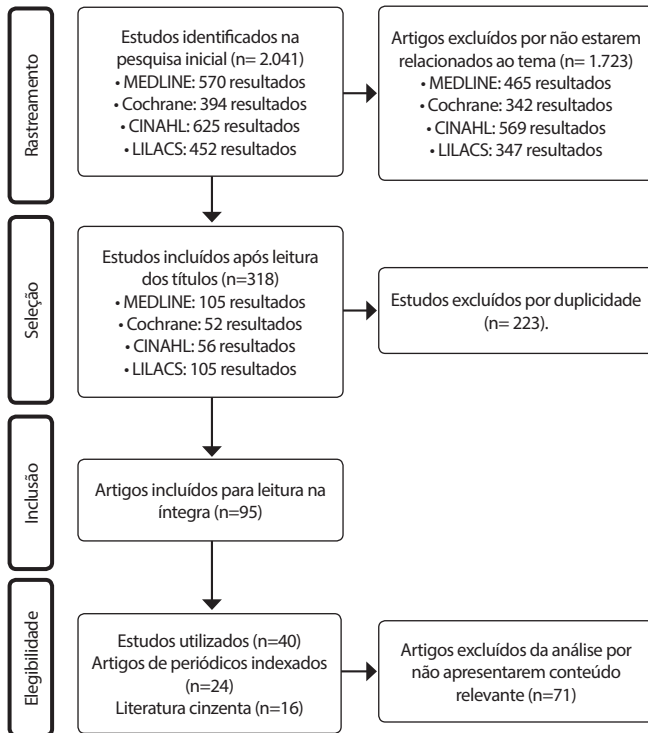 Rastreamento
Estudos identificados na
pesquisa inicial (n= 2.041)
• MEDLINE: 570 resultados
• Cochrane: 394 resultados
• CINAHL: 625 resultados
• LILACS: 452 resultados
Artigos excluídos por não estarem
relacionados ao tema (n= 1.723)
• MEDLINE: 465 resultados
• Cochrane: 342 resultados
• CINAHL: 569 resultados
• LILACS: 347 resultados
Seleção
Estudos incluídos após leitura
dos títulos (n=318)
• MEDLINE: 105 resultados
• Cochrane: 52 resultados
• CINAHL: 56 resultados
• LILACS: 105 resultados
Estudos excluídos por duplicidade
(n= 223).
Inclusão
Artigos incluídos para leitura na
íntegra (n=95)
Elegibilidade
Estudos utilizados (n=40)
Artigos de periódicos indexados
(n=24)
Literatura cinzenta (n=16)
Artigos excluídos da análise por
não apresentarem conteúdo
relevante (n=71)